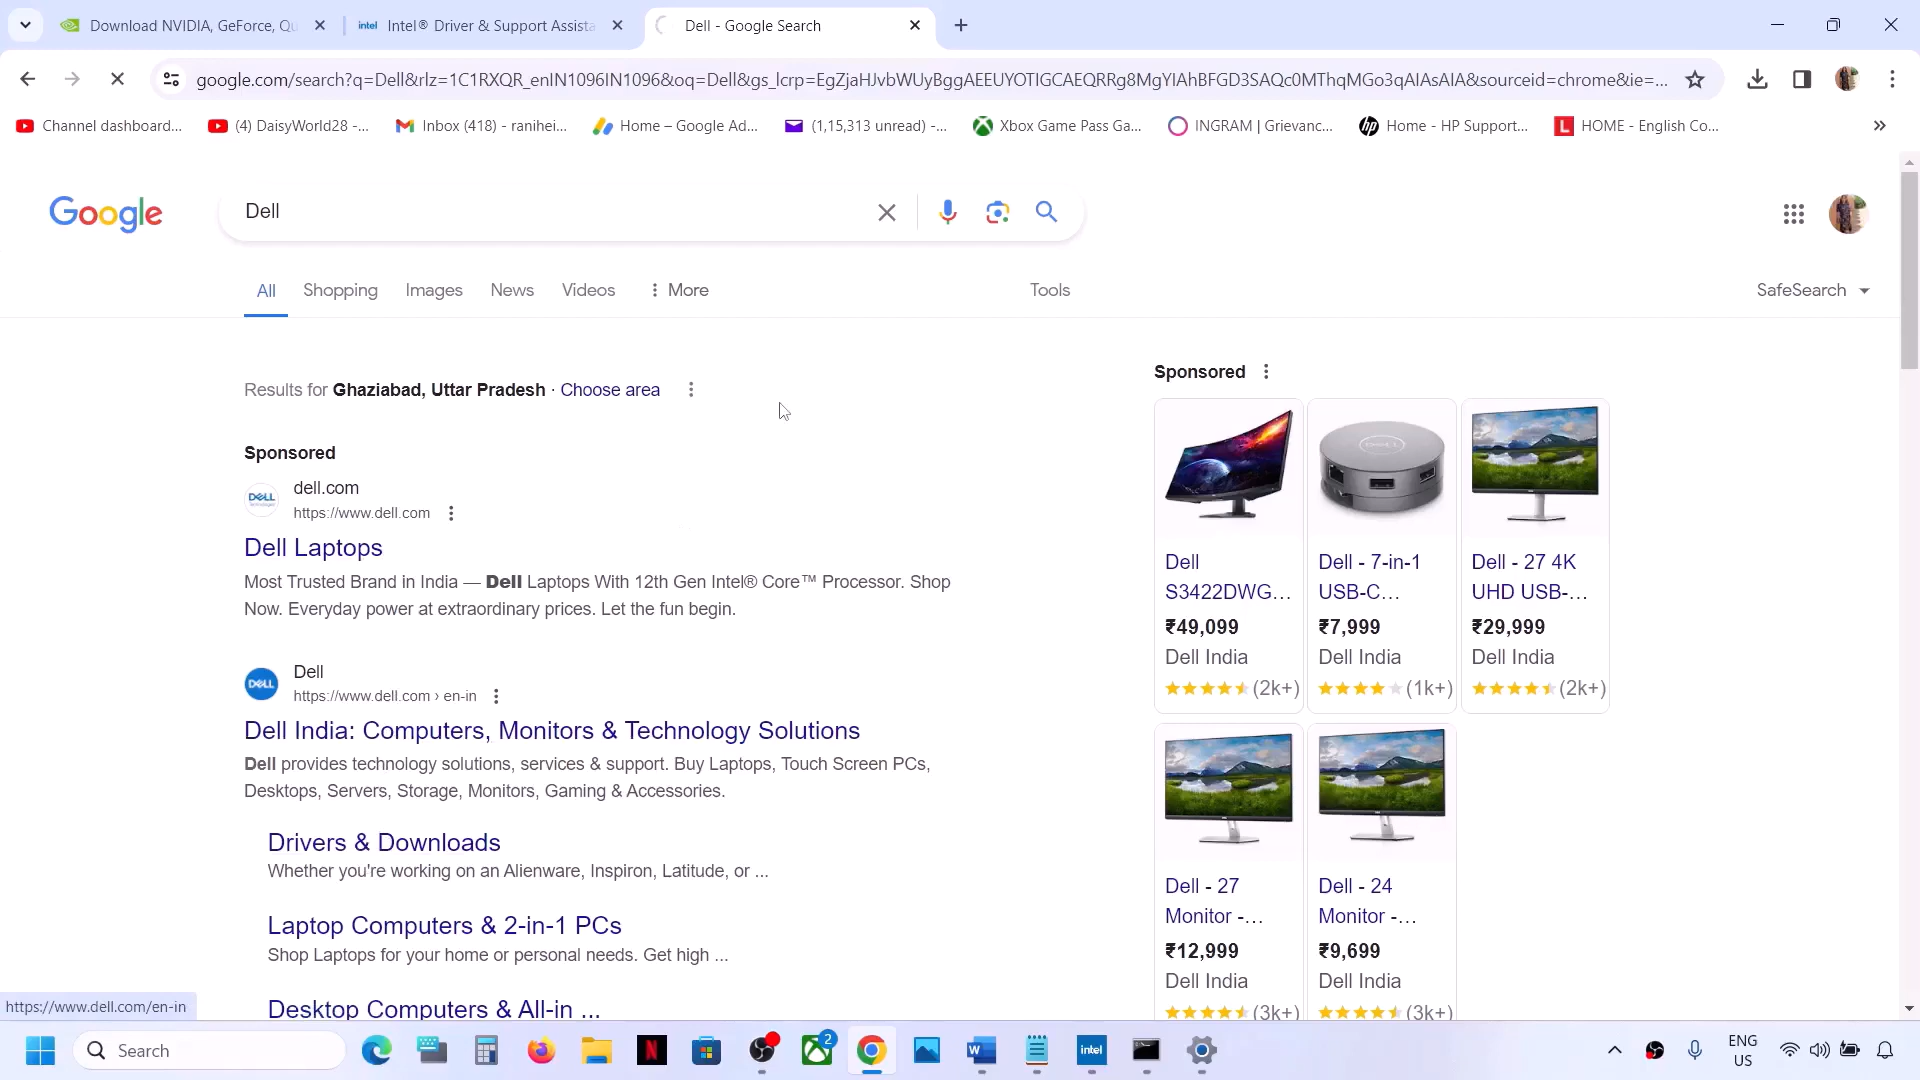 Download NVIDIA, GeForce, Qu
Intel® Driver & Support Assista
Dell - Google Search
google.com/search?q=Dell&rlz=1C1RXQR_enIN1096IN1096&oq=Dell&gs_lcrp=EgZjaHJvbWUyBggAEEUYOTIGCAEQRRg8MgYIAhBFGD3SAQc0MThqMGo3qAIAsAIA&sourceid=chrome&ie=...
Channel dashboard...
(4) DaisyWorld28 -...
Inbox (418) - ranihei...
Home – Google Ad...
(1,15,313 unread) -...
Xbox Game Pass Ga...
INGRAM | Grievanc...
Home - HP Support...
HOME - English Co...
Google
Dell
All
Shopping
Images
News
Videos
More
Tools
SafeSearch
Results for Ghaziabad, Uttar Pradesh · Choose area
Sponsored
dell.com
https://www.dell.com
Dell Laptops
Most Trusted Brand in India — Dell Laptops With 12th Gen Intel® Core™ Processor. Shop
Now. Everyday power at extraordinary prices. Let the fun begin.
Dell
https://www.dell.com › en-in
Dell India: Computers, Monitors & Technology Solutions
Dell provides technology solutions, services & support. Buy Laptops, Touch Screen PCs,
Desktops, Servers, Storage, Monitors, Gaming & Accessories.
Drivers & Downloads
Whether you're working on an Alienware, Inspiron, Latitude, or ...
Laptop Computers & 2-in-1 PCs
Shop Laptops for your home or personal needs. Get high ...
Desktop Computers & All-in ...
Sponsored
Dell
S3422DWG...
₹49,099
Dell India
(2k+)
Dell - 7-in-1
USB-C...
₹7,999
Dell India
(1k+)
Dell - 27 4K
UHD USB-...
₹29,999
Dell India
(2k+)
Dell - 27
Monitor -...
₹12,999
Dell India
(3k+)
Dell - 24
Monitor -...
₹9,699
Dell India
(3k+)
https://www.dell.com/en-in
Search
2
intel
ENG
US